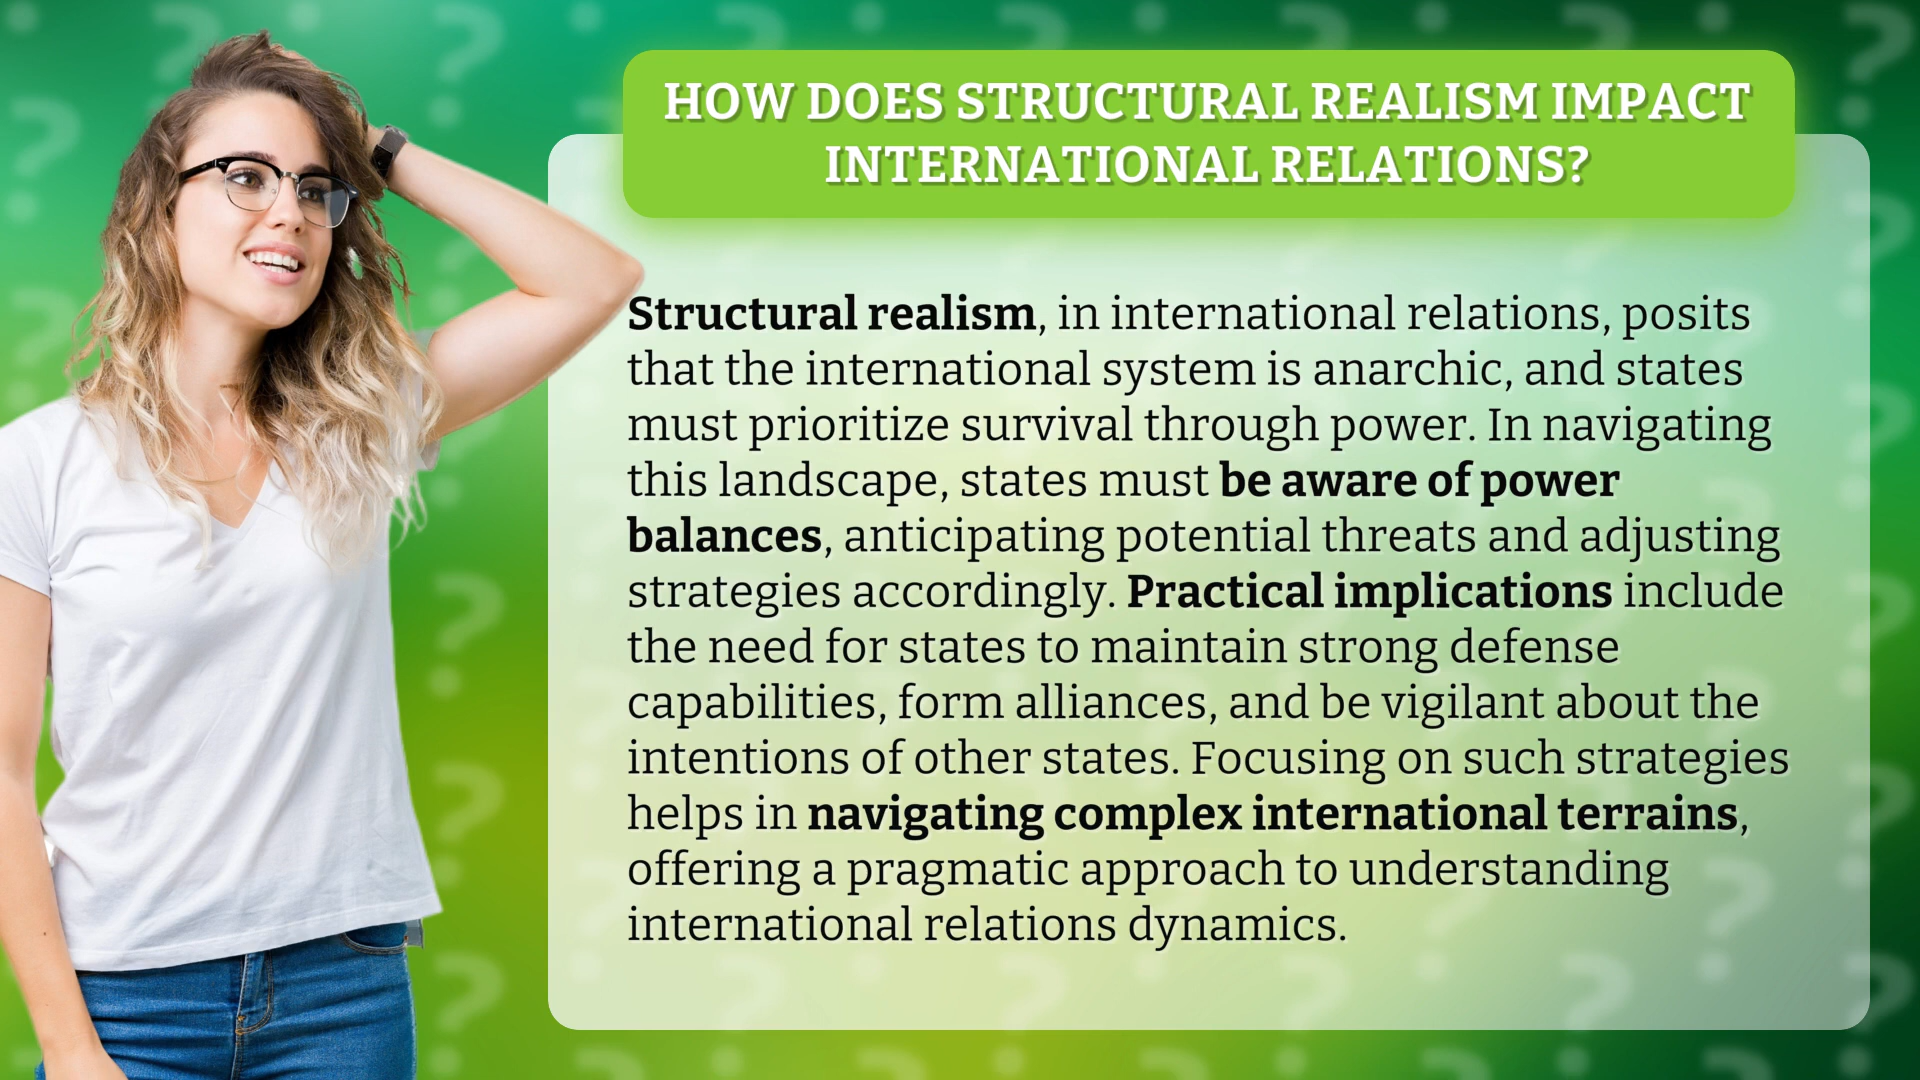 HOW DOES STRUCTURAL REALISM IMPACT
INTERNATIONAL RELATIONS?
Structural realism, in international relations, posits
that the international system is anarchic, and states
must prioritize survival through power. In navigating
this landscape, states must be aware of power
balances, anticipating potential threats and adjusting
strategies accordingly. Practical implications include
the need for states to maintain strong defense
capabilities, form alliances, and be vigilant about the
intentions of other states. Focusing on such strategies
helps in navigating complex international terrains,
offering a pragmatic approach to understanding
international relations dynamics.